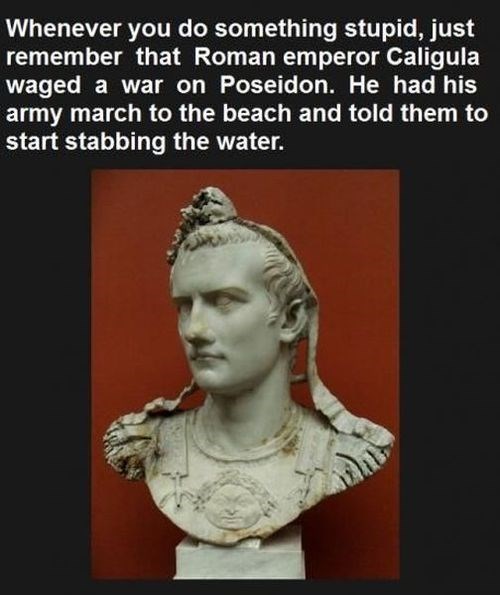 Whenever you do something stupid, just
remember that Roman emperor Caligula
waged a war on Poseidon. He had his
army march to the beach and told them to
start stabbing the water.